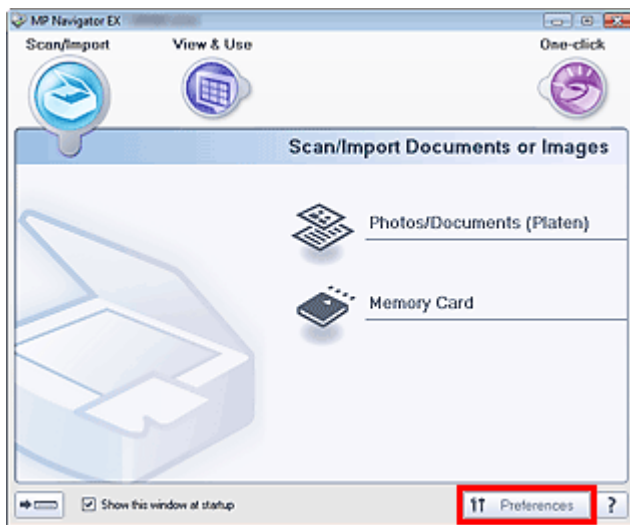 MP Navigator EX
Scan/Import View & Use One-click
Scan/Import Documents or Images
Photos/Documents (Platen)
Memory Card
Show this window at startup
Preferences ?